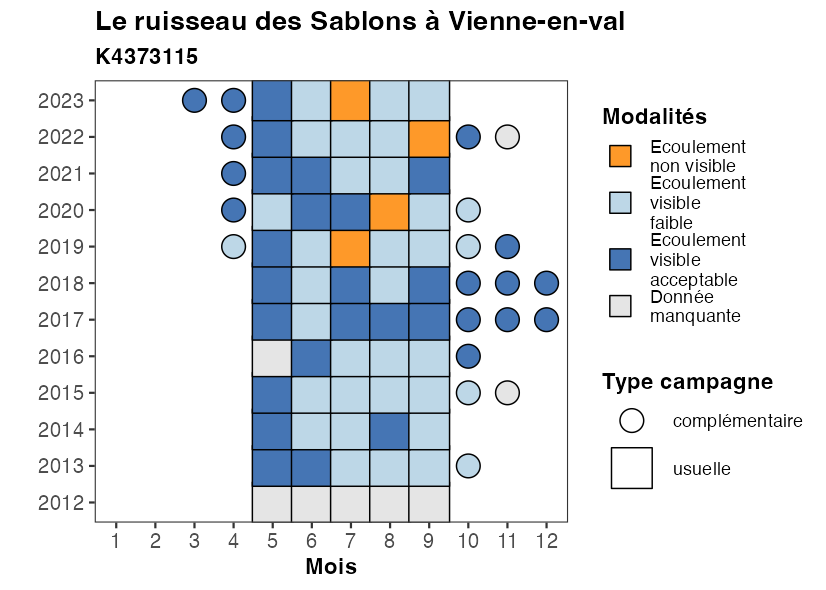 Le ruisseau des Sablons à Vienne-en-val
K4373115
2023
2022
2021
2020
2019
2018
2017
2016
2015
2014
2013
2012
1 2 3 4 5 6 7 8 9 10 11 12
Mois
Modalités
Ecoulement
non visible
Ecoulement
visible
faible
Ecoulement
visible
acceptable
Donnée
manquante
Type campagne
complémentaire
usuelle